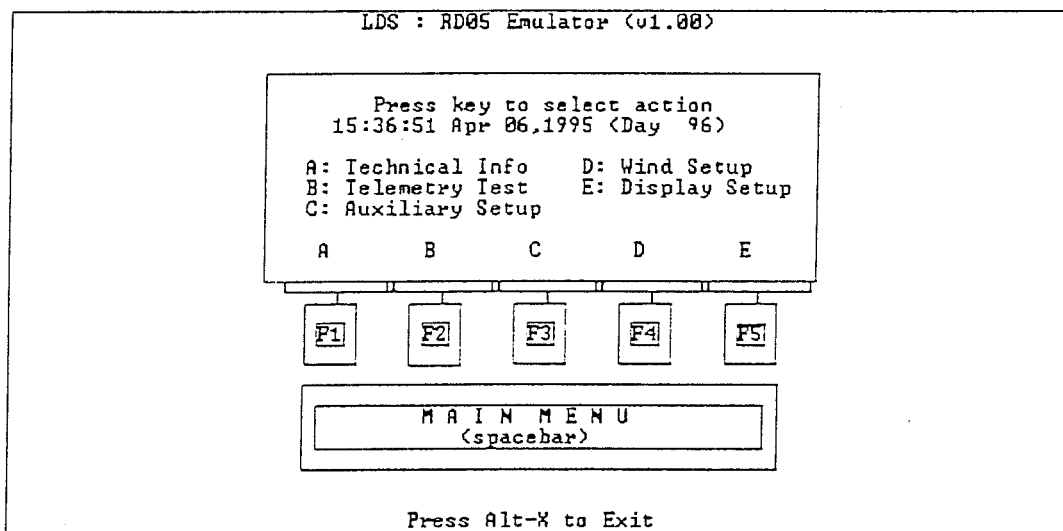 LDS : RD05 Emulator (v1.00)
Press key to select action
15:36:51 Apr 06,1995 (Day 96)
A: Technical Info D: Wind Setup
B: Telemetry Test E: Display Setup
C: Auxiliary Setup
A B C D E
F1 F2 F3 F4 F5
M A I N M E N U
(spacebar)
Press Alt-X to Exit